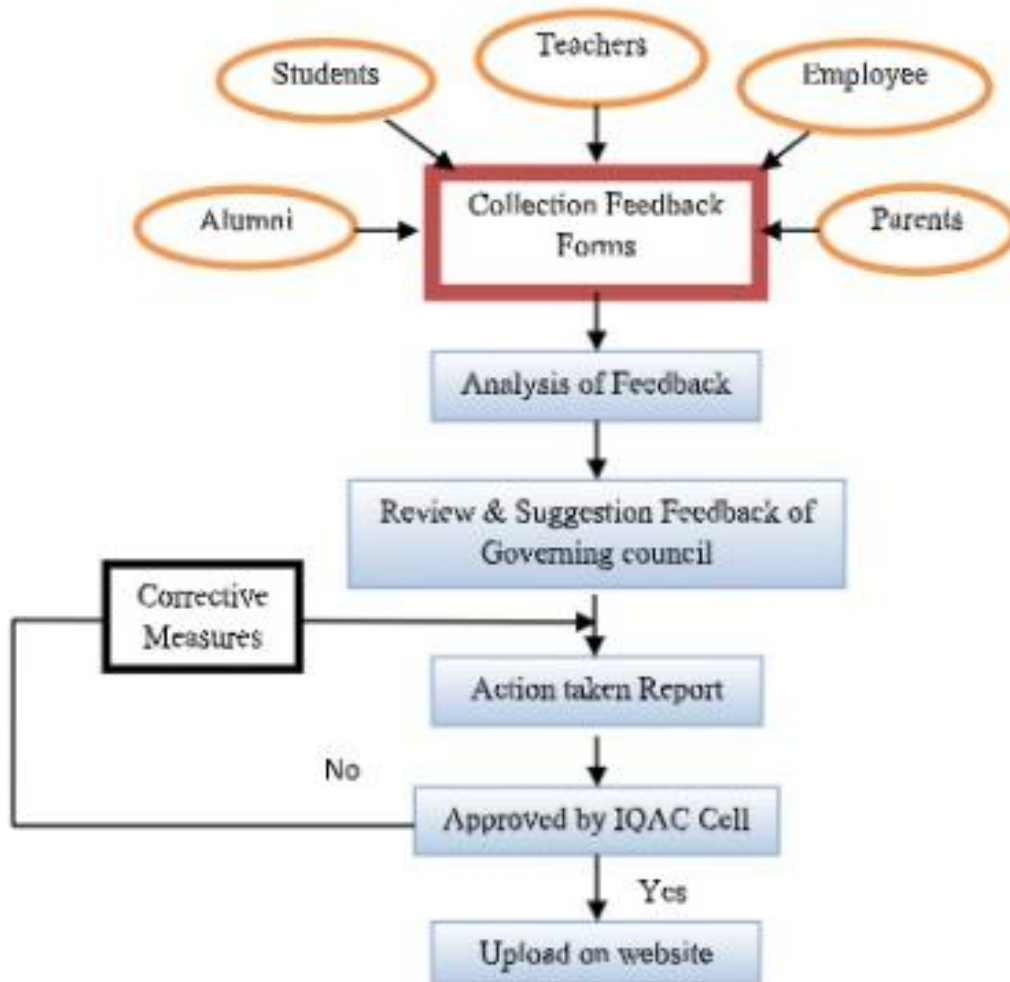 Teachers
Students
Employee
Alumni
Collection Feedback
Forms
Parents
Analysis of Feedback
Review & Suggestion Feedback of
Governing council
Corrective
Measures
Action taken Report
No
Approved by IQAC Cell
Yes
Upload on website